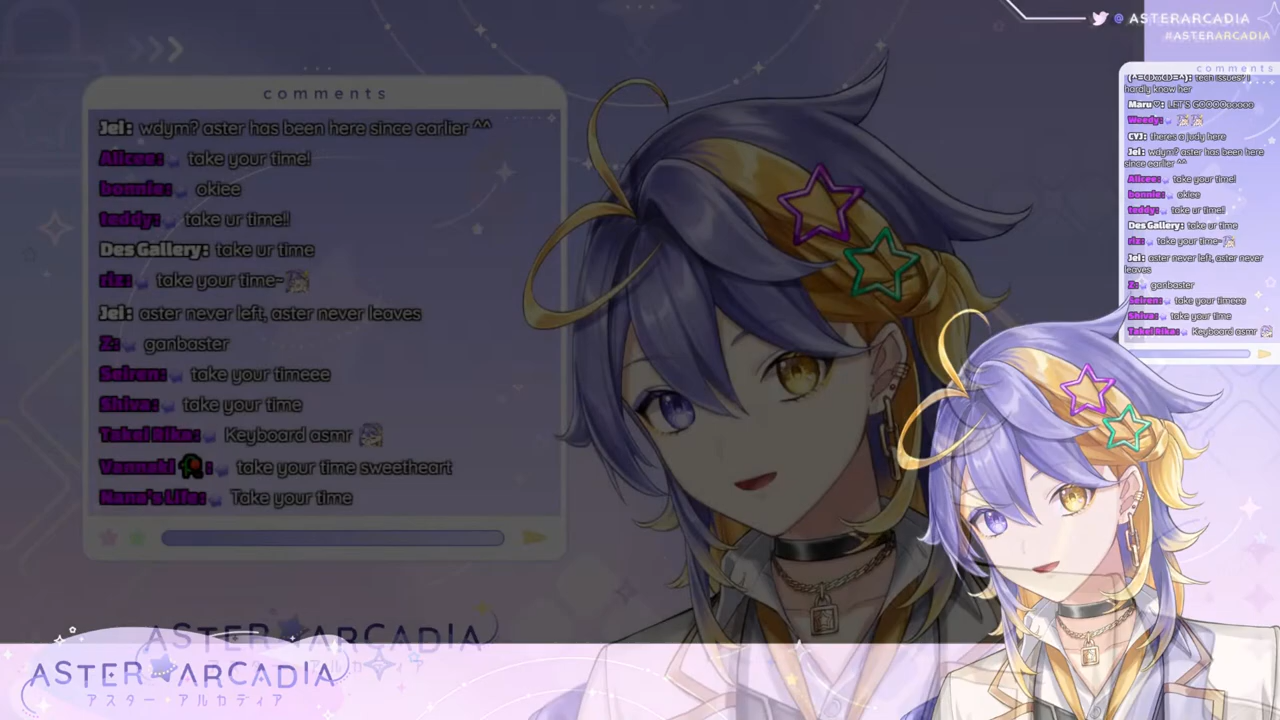 comments
Jei: wdym? aster has been here since earlier ^^
Alicee: take your time!
bonnie: okiee
teddy: take ur time!!
Des Gallery: take ur time
riz: take your time~
Jei: aster never left, aster never leaves
Z: ganbaster
Seiren: take your timeee
Shiva: take your time
Takei Rika: Keyboard asmr
Vannaki: take your time sweetheart
Nana's Life: Take your time
ASTER ARCADIA
ASTER ARCADIA
アスター・アルカディア
@ ASTERARCADIA
#ASTERARCADIA
comments
tech issues? i
hardly know her
Maru♡: LET'S GOOOOooooo
Weedy:
CYJ: theres a judy here
Jei: wdym? aster has been here
since earlier ^^
Alicee: take your time!
bonnie: okiee
teddy: take ur time!!
Des Gallery: take ur time
riz: take your time~
Jei: aster never left, aster never
leaves
Z: ganbaster
Seiren: take your timeee
Shiva: take your time
Takei Rika: Keyboard asmr